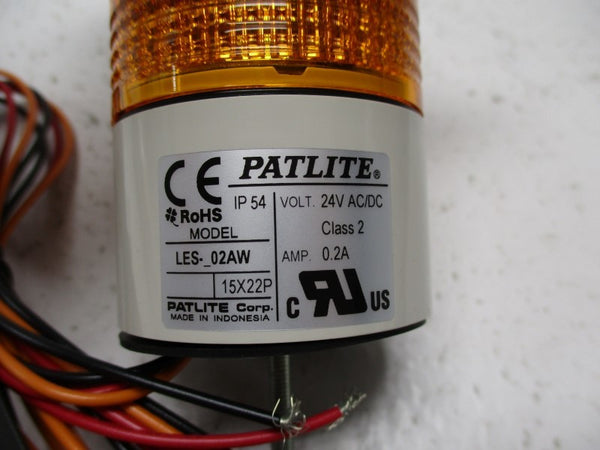 CE
PATLITE®
IP 54
VOLT. 24V AC/DC
RoHS
Class 2
MODEL
LES-_02AW
AMP. 0.2A
15X22P
c RU US
PATLITE Corp.
MADE IN INDONESIA